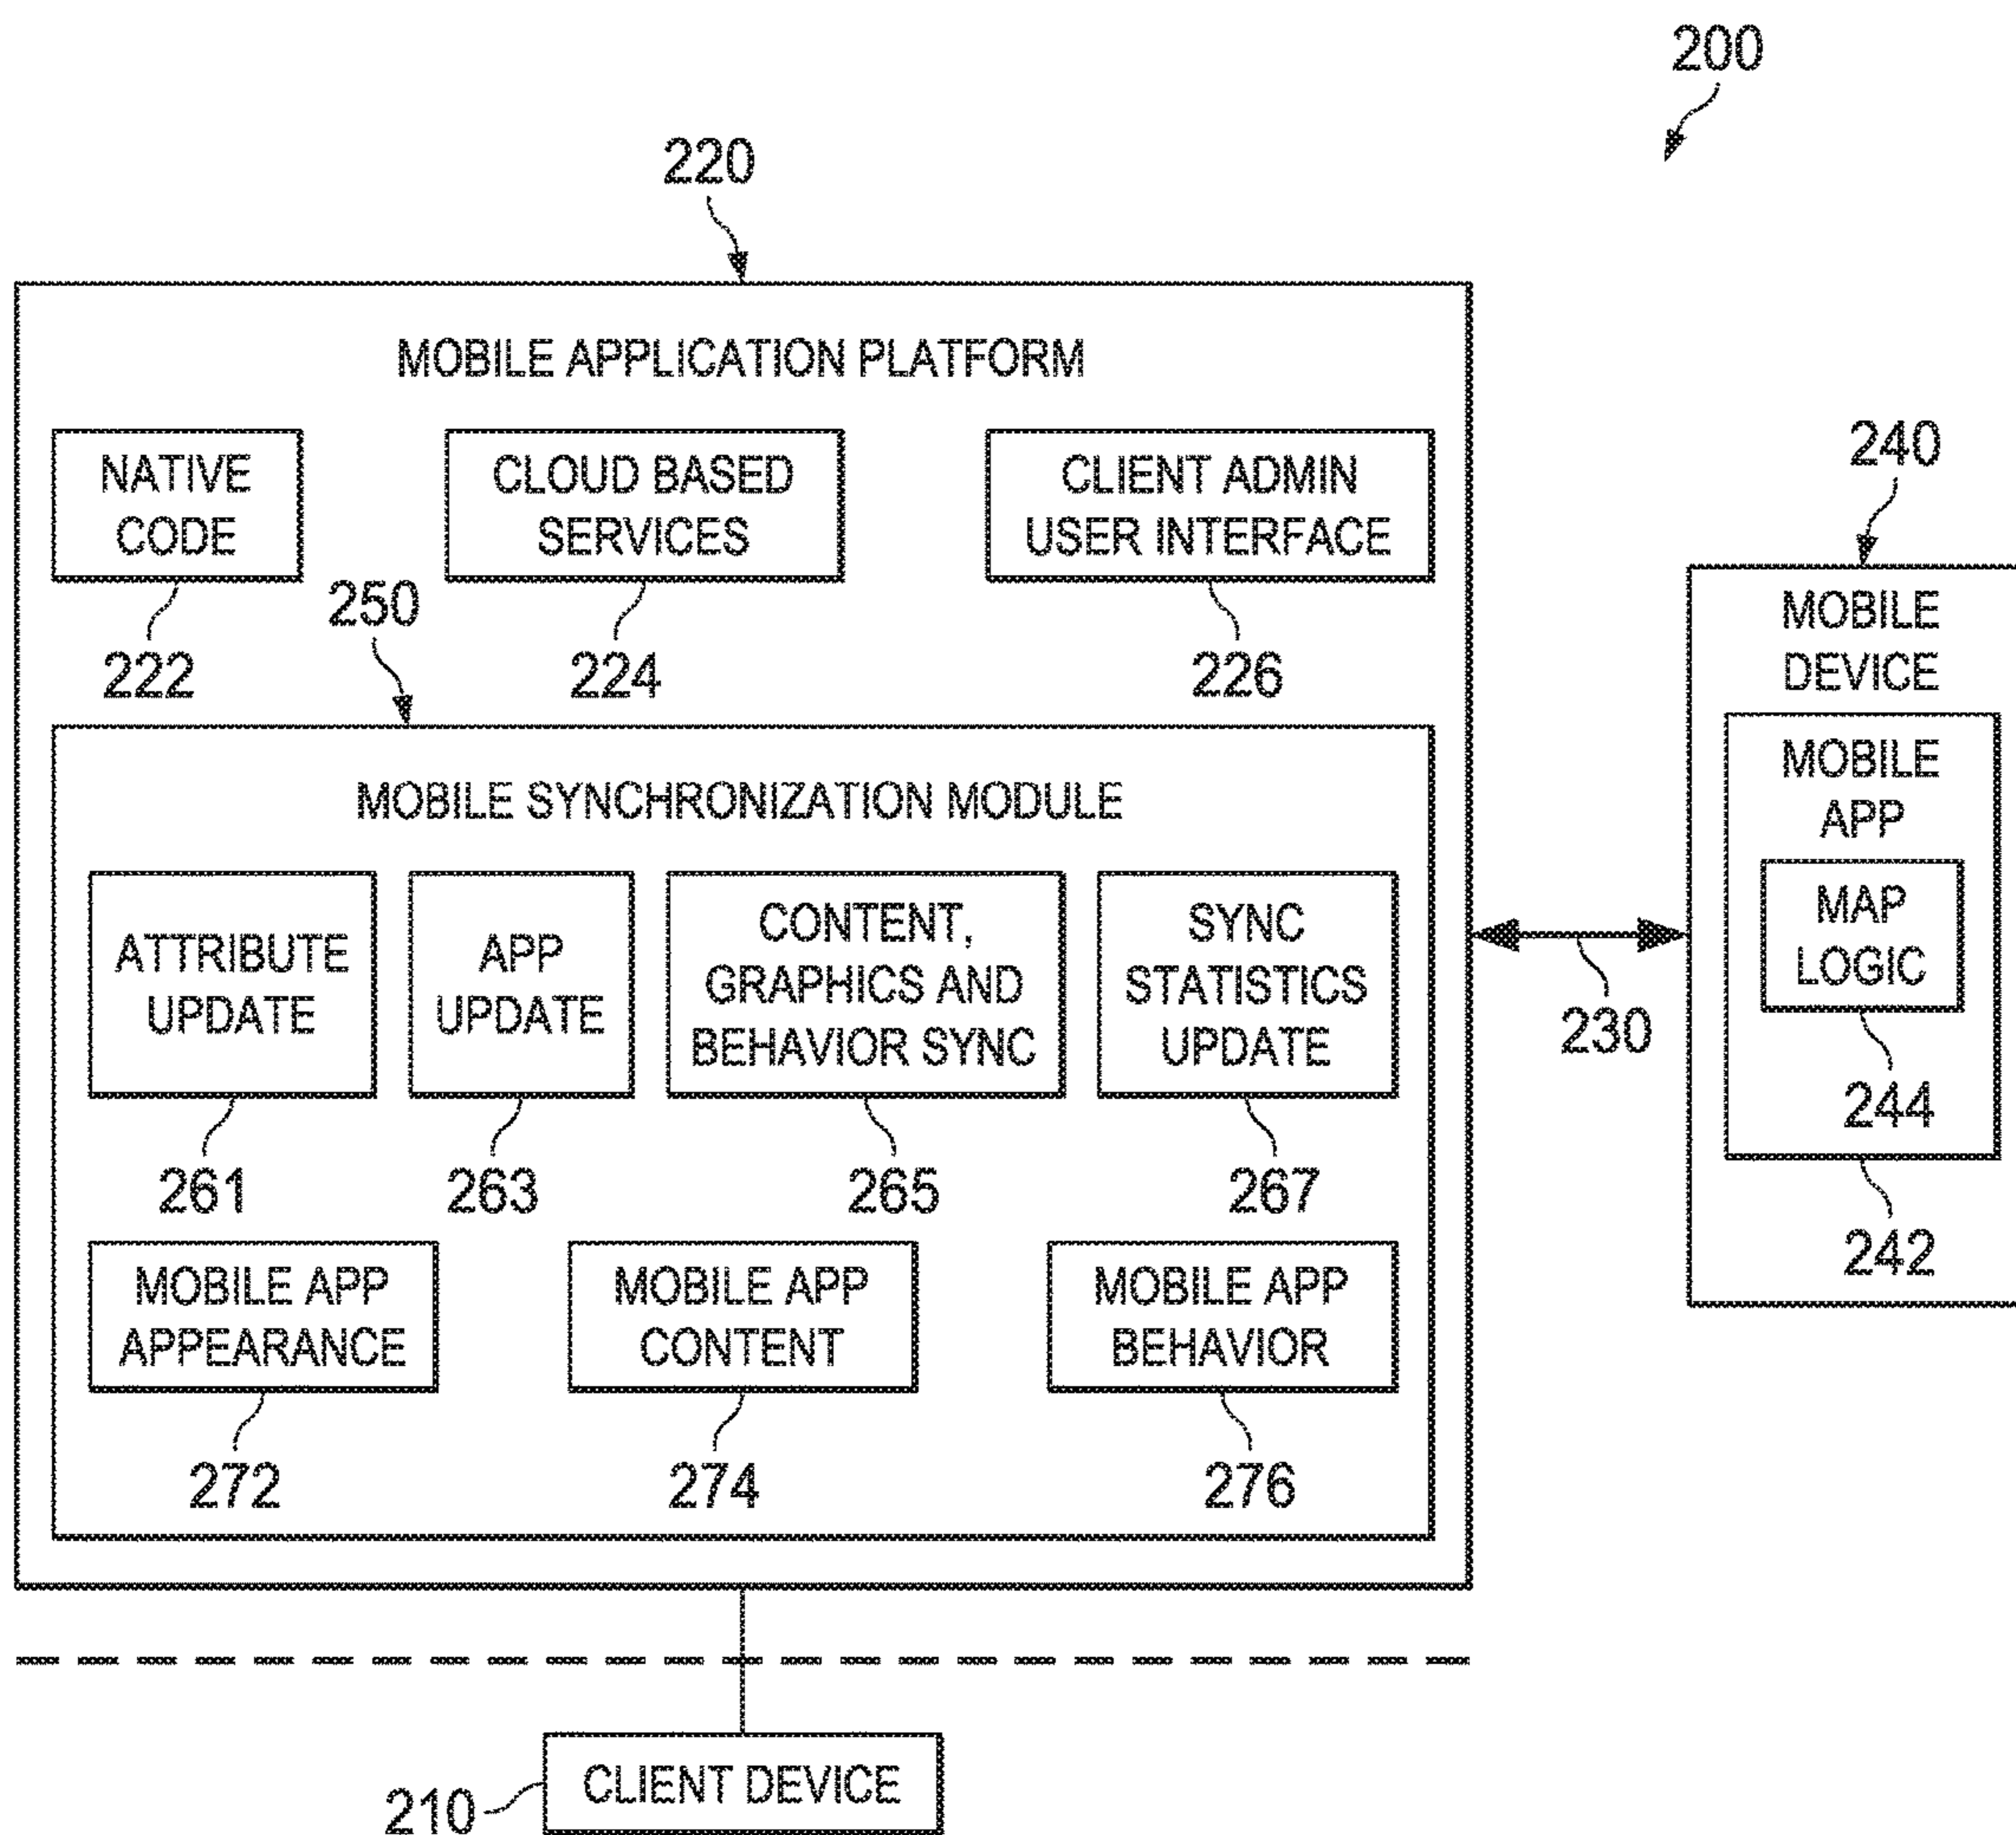 200
220
MOBILE APPLICATION PLATFORM
NATIVE
CODE
222
CLOUD BASED
SERVICES
224
CLIENT ADMIN
USER INTERFACE
226
250
MOBILE SYNCHRONIZATION MODULE
ATTRIBUTE
UPDATE
261
APP
UPDATE
263
CONTENT,
GRAPHICS AND
BEHAVIOR SYNC
265
SYNC
STATISTICS
UPDATE
267
MOBILE APP
APPEARANCE
272
MOBILE APP
CONTENT
274
MOBILE APP
BEHAVIOR
276
230
240
MOBILE
DEVICE
MOBILE
APP
MAP
LOGIC
244
242
210
CLIENT DEVICE